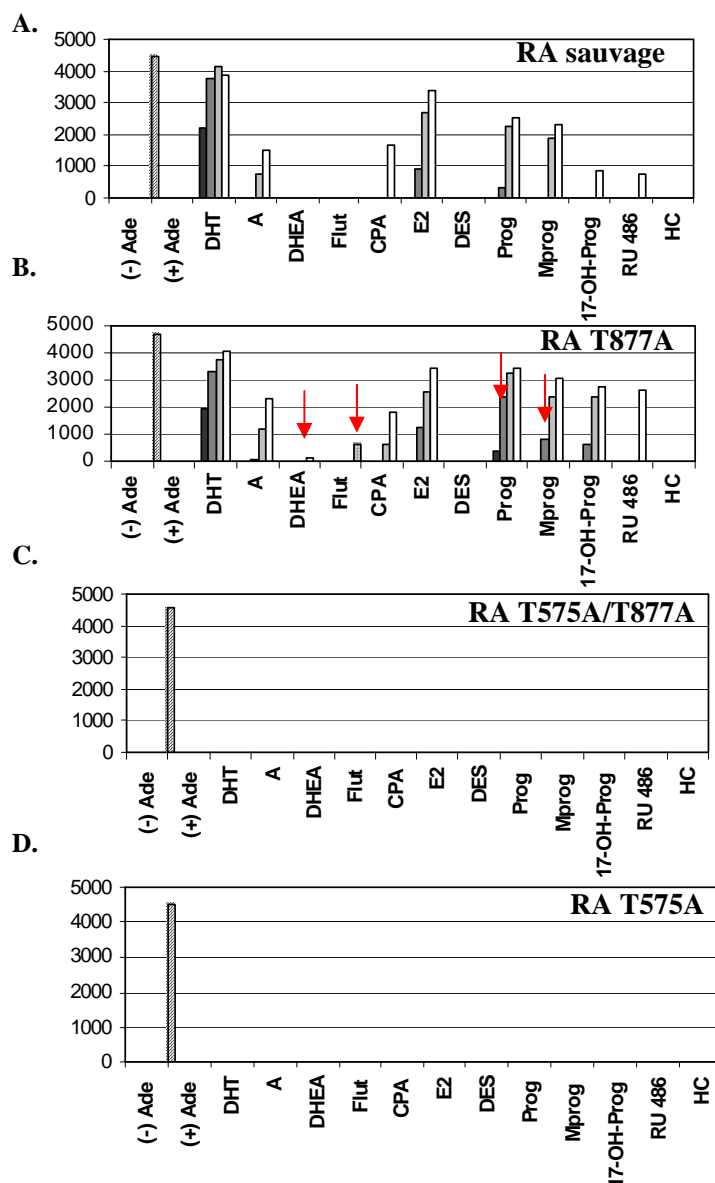 A.
RA sauvage
5000
4000
3000
2000
1000
0
(-) Ade
(+) Ade
DHT
A
DHEA
Flut
CPA
E2
DES
Prog
Mprog
17-OH-Prog
RU 486
HC
B.
RA T877A
5000
4000
3000
2000
1000
0
(-) Ade
(+) Ade
DHT
A
DHEA
Flut
CPA
E2
DES
Prog
Mprog
17-OH-Prog
RU 486
HC
C.
RA T575A/T877A
5000
4000
3000
2000
1000
0
(-) Ade
(+) Ade
DHT
A
DHEA
Flut
CPA
E2
DES
Prog
Mprog
17-OH-Prog
RU 486
HC
D.
RA T575A
5000
4000
3000
2000
1000
0
(-) Ade
(+) Ade
DHT
A
DHEA
Flut
CPA
E2
DES
Prog
Mprog
17-OH-Prog
RU 486
HC